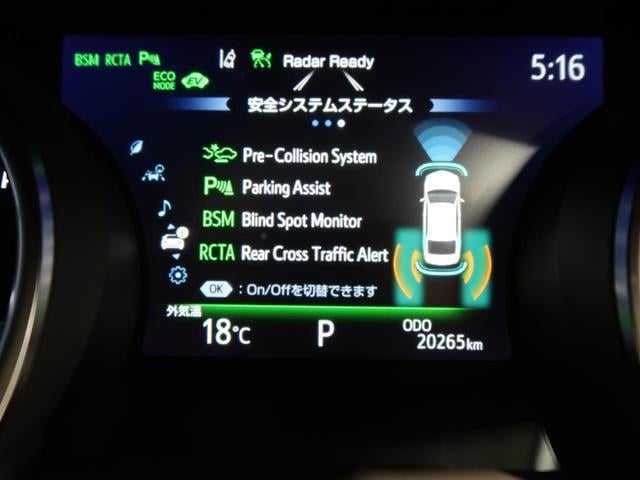 BSM RCTA P Radar Ready 5:16
ECO MODE EV
安全システムステータス
Pre-Collision System
P Parking Assist
BSM Blind Spot Monitor
RCTA Rear Cross Traffic Alert
OK : On/Offを切替できます
外気温
18℃ P ODO 20265km